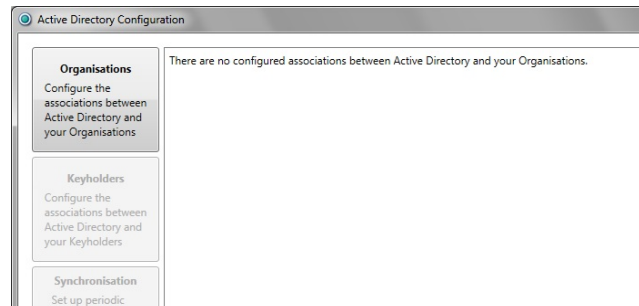 Active Directory Configuration
Organisations
Configure the
associations between
Active Directory and
your Organisations
There are no configured associations between Active Directory and your Organisations.
Keyholders
Configure the
associations between
Active Directory and
your Keyholders
Synchronisation
Set up periodic